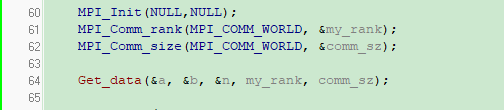 60 MPI_Init(NULL,NULL);
61 MPI_Comm_rank(MPI_COMM_WORLD, &my_rank);
62 MPI_Comm_size(MPI_COMM_WORLD, &comm_sz);
63
64 Get_data(&a, &b, &n, my_rank, comm_sz);
65